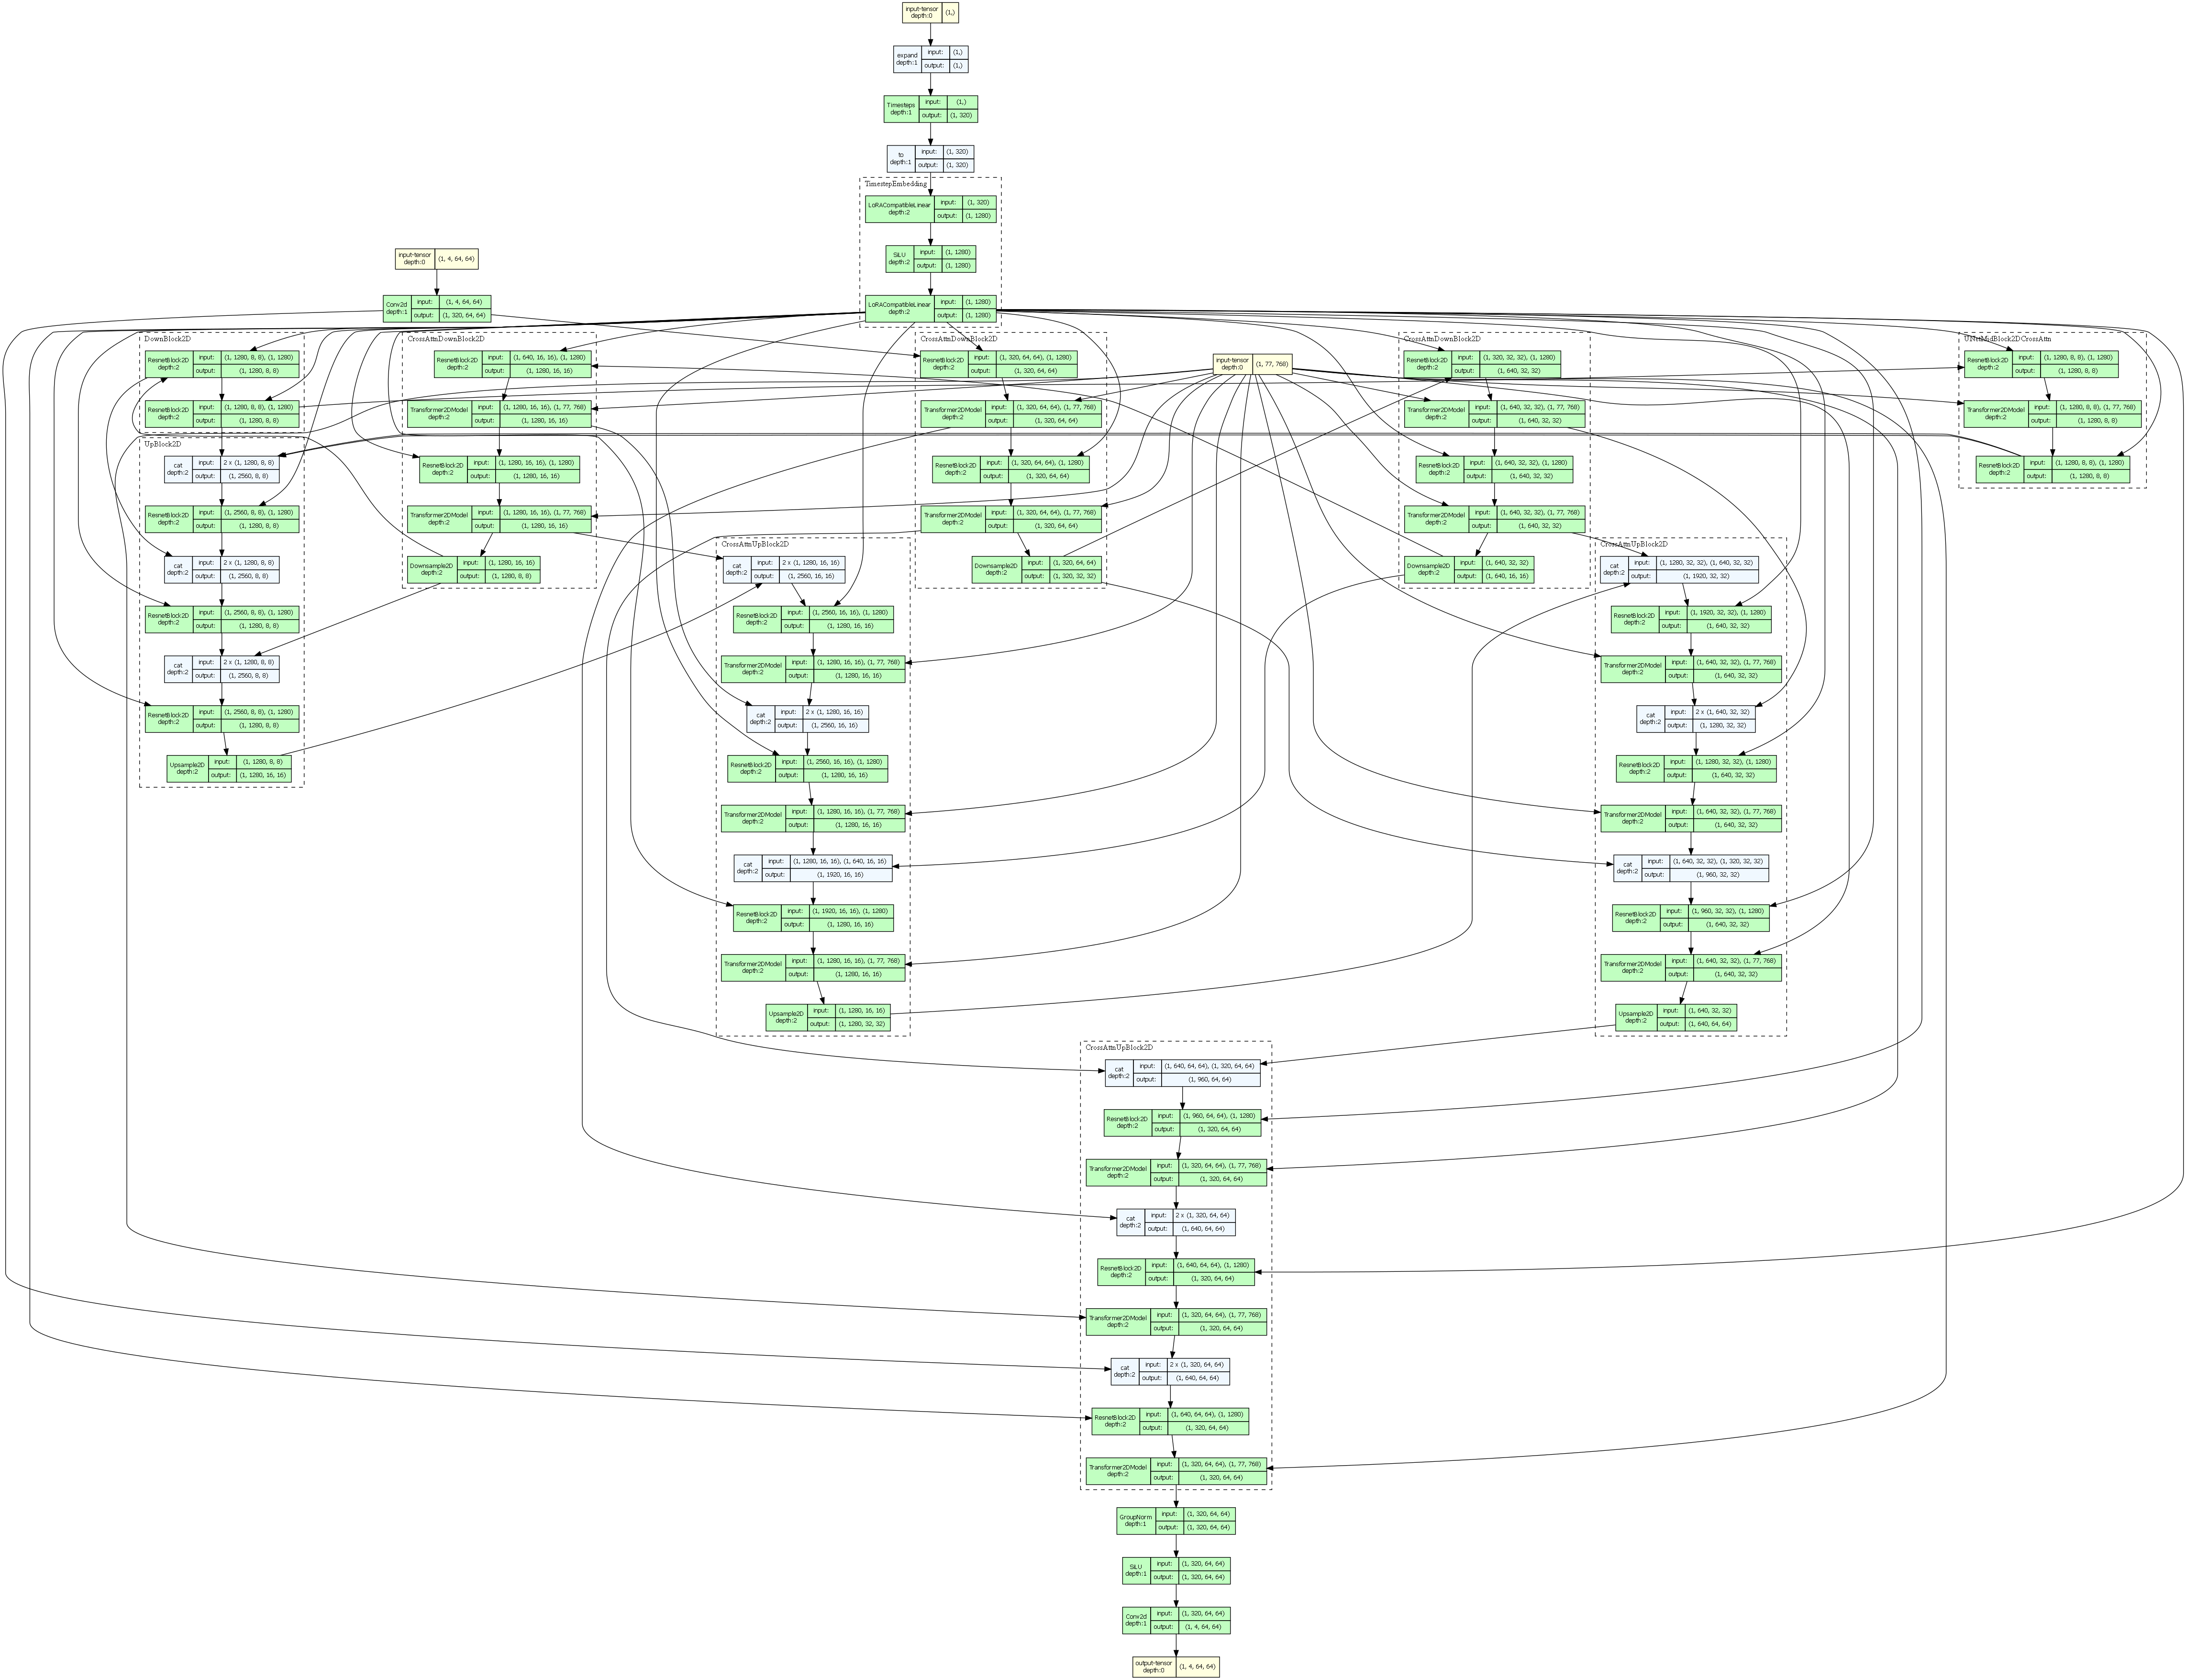 input-tensor
depth:0
(1,)
expand
depth:1
input: (1,)
output: (1,)
Timesteps
depth:1
input: (1,)
output: (1, 320)
to
depth:1
input: (1, 320)
output: (1, 320)
TimestepEmbedding
LoRACompatibleLinear
depth:2
input: (1, 320)
output: (1, 1280)
SiLU
depth:2
input: (1, 1280)
output: (1, 1280)
LoRACompatibleLinear
depth:2
input: (1, 1280)
output: (1, 1280)
input-tensor
depth:0
(1, 4, 64, 64)
Conv2d
depth:1
input: (1, 4, 64, 64)
output: (1, 320, 64, 64)
DownBlock2D
ResnetBlock2D
depth:2
input: (1, 1280, 8, 8), (1, 1280)
output: (1, 1280, 8, 8)
ResnetBlock2D
depth:2
input: (1, 1280, 8, 8), (1, 1280)
output: (1, 1280, 8, 8)
UpBlock2D
cat
depth:2
input: 2 x (1, 1280, 8, 8)
output: (1, 2560, 8, 8)
ResnetBlock2D
depth:2
input: (1, 2560, 8, 8), (1, 1280)
output: (1, 1280, 8, 8)
cat
depth:2
input: 2 x (1, 1280, 8, 8)
output: (1, 2560, 8, 8)
ResnetBlock2D
depth:2
input: (1, 2560, 8, 8), (1, 1280)
output: (1, 1280, 8, 8)
cat
depth:2
input: 2 x (1, 1280, 8, 8)
output: (1, 2560, 8, 8)
ResnetBlock2D
depth:2
input: (1, 2560, 8, 8), (1, 1280)
output: (1, 1280, 8, 8)
Upsample2D
depth:2
input: (1, 1280, 8, 8)
output: (1, 1280, 16, 16)
CrossAttnDownBlock2D
ResnetBlock2D
depth:2
input: (1, 640, 16, 16), (1, 1280)
output: (1, 1280, 16, 16)
Transformer2DModel
depth:2
input: (1, 1280, 16, 16), (1, 77, 768)
output: (1, 1280, 16, 16)
ResnetBlock2D
depth:2
input: (1, 1280, 16, 16), (1, 1280)
output: (1, 1280, 16, 16)
Transformer2DModel
depth:2
input: (1, 1280, 16, 16), (1, 77, 768)
output: (1, 1280, 16, 16)
Downsample2D
depth:2
input: (1, 1280, 16, 16)
output: (1, 1280, 8, 8)
CrossAttnDownBlock2D
ResnetBlock2D
depth:2
input: (1, 320, 64, 64), (1, 1280)
output: (1, 320, 64, 64)
Transformer2DModel
depth:2
input: (1, 320, 64, 64), (1, 77, 768)
output: (1, 320, 64, 64)
ResnetBlock2D
depth:2
input: (1, 320, 64, 64), (1, 1280)
output: (1, 320, 64, 64)
Transformer2DModel
depth:2
input: (1, 320, 64, 64), (1, 77, 768)
output: (1, 320, 64, 64)
Downsample2D
depth:2
input: (1, 320, 64, 64)
output: (1, 320, 32, 32)
input-tensor
depth:0
(1, 77, 768)
CrossAttnDownBlock2D
ResnetBlock2D
depth:2
input: (1, 320, 32, 32), (1, 1280)
output: (1, 640, 32, 32)
Transformer2DModel
depth:2
input: (1, 640, 32, 32), (1, 77, 768)
output: (1, 640, 32, 32)
ResnetBlock2D
depth:2
input: (1, 640, 32, 32), (1, 1280)
output: (1, 640, 32, 32)
Transformer2DModel
depth:2
input: (1, 640, 32, 32), (1, 77, 768)
output: (1, 640, 32, 32)
Downsample2D
depth:2
input: (1, 640, 32, 32)
output: (1, 640, 16, 16)
UNetMidBlock2DCrossAttn
ResnetBlock2D
depth:2
input: (1, 1280, 8, 8), (1, 1280)
output: (1, 1280, 8, 8)
Transformer2DModel
depth:2
input: (1, 1280, 8, 8), (1, 77, 768)
output: (1, 1280, 8, 8)
ResnetBlock2D
depth:2
input: (1, 1280, 8, 8), (1, 1280)
output: (1, 1280, 8, 8)
CrossAttnUpBlock2D
cat
depth:2
input: 2 x (1, 1280, 16, 16)
output: (1, 2560, 16, 16)
ResnetBlock2D
depth:2
input: (1, 2560, 16, 16), (1, 1280)
output: (1, 1280, 16, 16)
Transformer2DModel
depth:2
input: (1, 1280, 16, 16), (1, 77, 768)
output: (1, 1280, 16, 16)
cat
depth:2
input: 2 x (1, 1280, 16, 16)
output: (1, 2560, 16, 16)
ResnetBlock2D
depth:2
input: (1, 2560, 16, 16), (1, 1280)
output: (1, 1280, 16, 16)
Transformer2DModel
depth:2
input: (1, 1280, 16, 16), (1, 77, 768)
output: (1, 1280, 16, 16)
cat
depth:2
input: (1, 1280, 16, 16), (1, 640, 16, 16)
output: (1, 1920, 16, 16)
ResnetBlock2D
depth:2
input: (1, 1920, 16, 16), (1, 1280)
output: (1, 1280, 16, 16)
Transformer2DModel
depth:2
input: (1, 1280, 16, 16), (1, 77, 768)
output: (1, 1280, 16, 16)
Upsample2D
depth:2
input: (1, 1280, 16, 16)
output: (1, 1280, 32, 32)
CrossAttnUpBlock2D
cat
depth:2
input: (1, 1280, 32, 32), (1, 640, 32, 32)
output: (1, 1920, 32, 32)
ResnetBlock2D
depth:2
input: (1, 1920, 32, 32), (1, 1280)
output: (1, 640, 32, 32)
Transformer2DModel
depth:2
input: (1, 640, 32, 32), (1, 77, 768)
output: (1, 640, 32, 32)
cat
depth:2
input: 2 x (1, 640, 32, 32)
output: (1, 1280, 32, 32)
ResnetBlock2D
depth:2
input: (1, 1280, 32, 32), (1, 1280)
output: (1, 640, 32, 32)
Transformer2DModel
depth:2
input: (1, 640, 32, 32), (1, 77, 768)
output: (1, 640, 32, 32)
cat
depth:2
input: (1, 640, 32, 32), (1, 320, 32, 32)
output: (1, 960, 32, 32)
ResnetBlock2D
depth:2
input: (1, 960, 32, 32), (1, 1280)
output: (1, 640, 32, 32)
Transformer2DModel
depth:2
input: (1, 640, 32, 32), (1, 77, 768)
output: (1, 640, 32, 32)
Upsample2D
depth:2
input: (1, 640, 32, 32)
output: (1, 640, 64, 64)
CrossAttnUpBlock2D
cat
depth:2
input: (1, 640, 64, 64), (1, 320, 64, 64)
output: (1, 960, 64, 64)
ResnetBlock2D
depth:2
input: (1, 960, 64, 64), (1, 1280)
output: (1, 320, 64, 64)
Transformer2DModel
depth:2
input: (1, 320, 64, 64), (1, 77, 768)
output: (1, 320, 64, 64)
cat
depth:2
input: 2 x (1, 320, 64, 64)
output: (1, 640, 64, 64)
ResnetBlock2D
depth:2
input: (1, 640, 64, 64), (1, 1280)
output: (1, 320, 64, 64)
Transformer2DModel
depth:2
input: (1, 320, 64, 64), (1, 77, 768)
output: (1, 320, 64, 64)
cat
depth:2
input: 2 x (1, 320, 64, 64)
output: (1, 640, 64, 64)
ResnetBlock2D
depth:2
input: (1, 640, 64, 64), (1, 1280)
output: (1, 320, 64, 64)
Transformer2DModel
depth:2
input: (1, 320, 64, 64), (1, 77, 768)
output: (1, 320, 64, 64)
GroupNorm
depth:1
input: (1, 320, 64, 64)
output: (1, 320, 64, 64)
SiLU
depth:1
input: (1, 320, 64, 64)
output: (1, 320, 64, 64)
Conv2d
depth:1
input: (1, 320, 64, 64)
output: (1, 4, 64, 64)
output-tensor
depth:0
(1, 4, 64, 64)